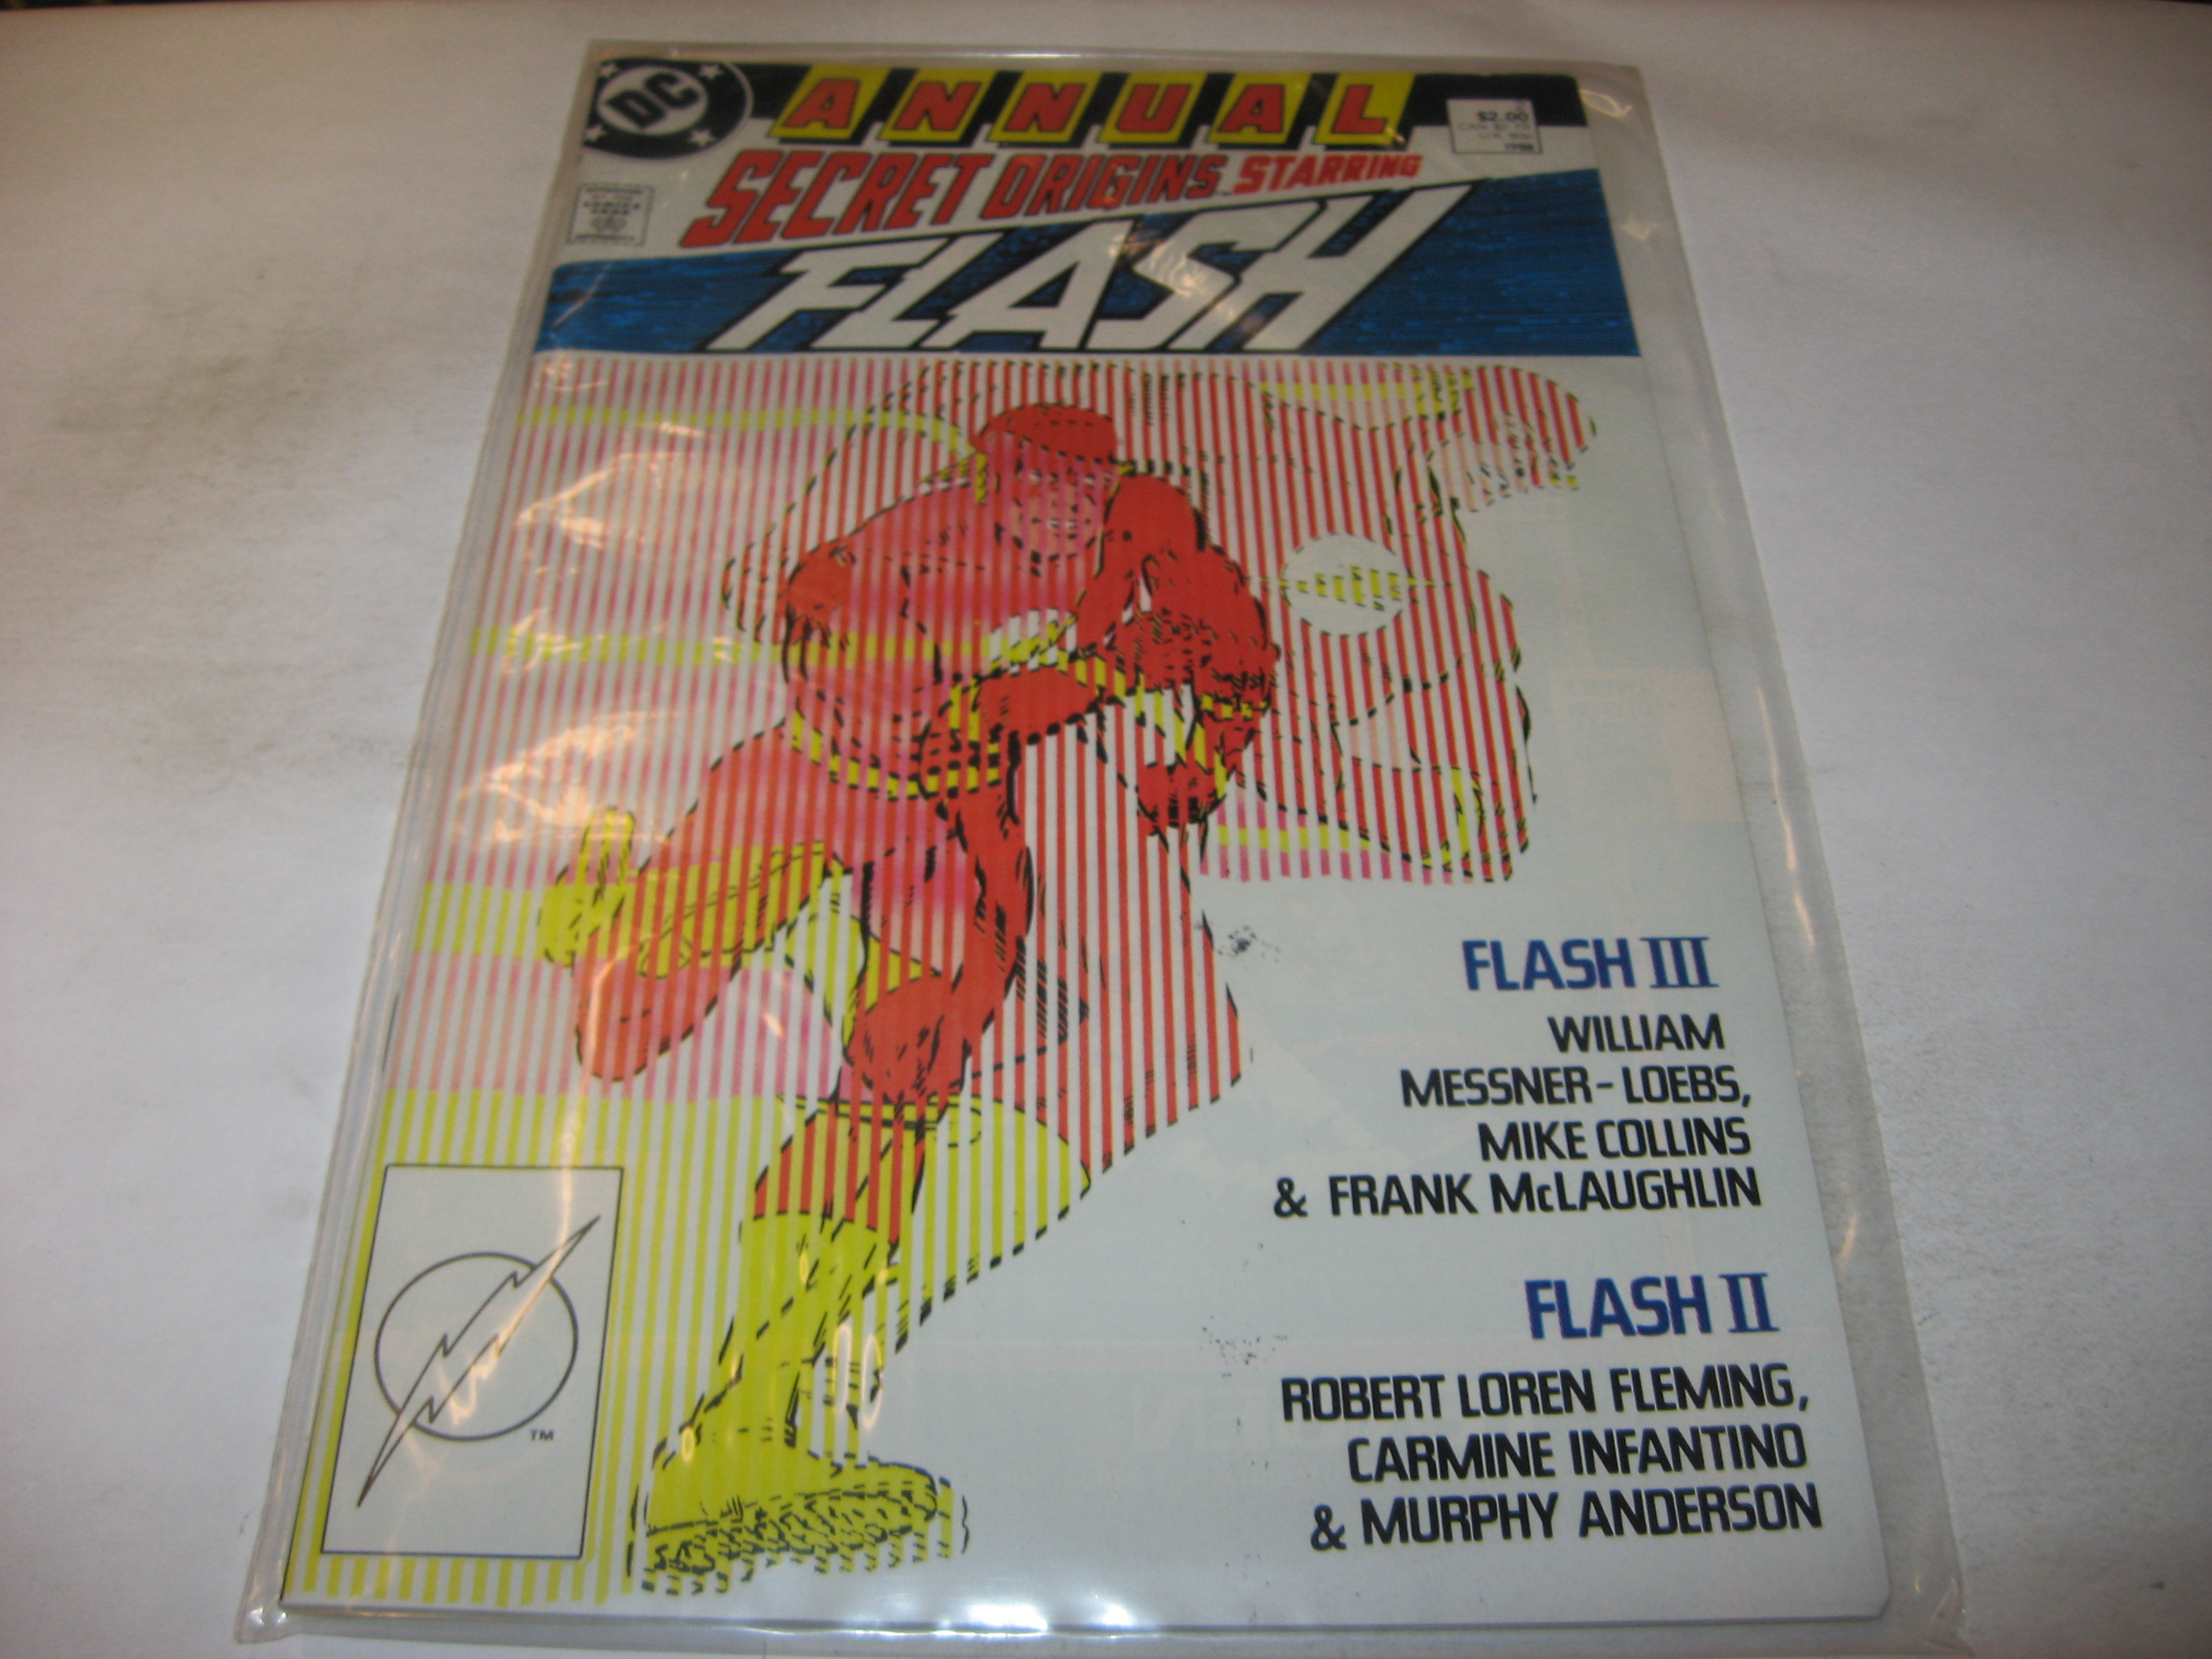 DC
ANNUAL
$2.00
1988
SECRET ORIGINS STARRING
FLASH
FLASH III
WILLIAM
MESSNER-LOEBS,
MIKE COLLINS
& FRANK McLAUGHLIN
FLASH II
ROBERT LOREN FLEMING,
CARMINE INFANTINO
& MURPHY ANDERSON
TM